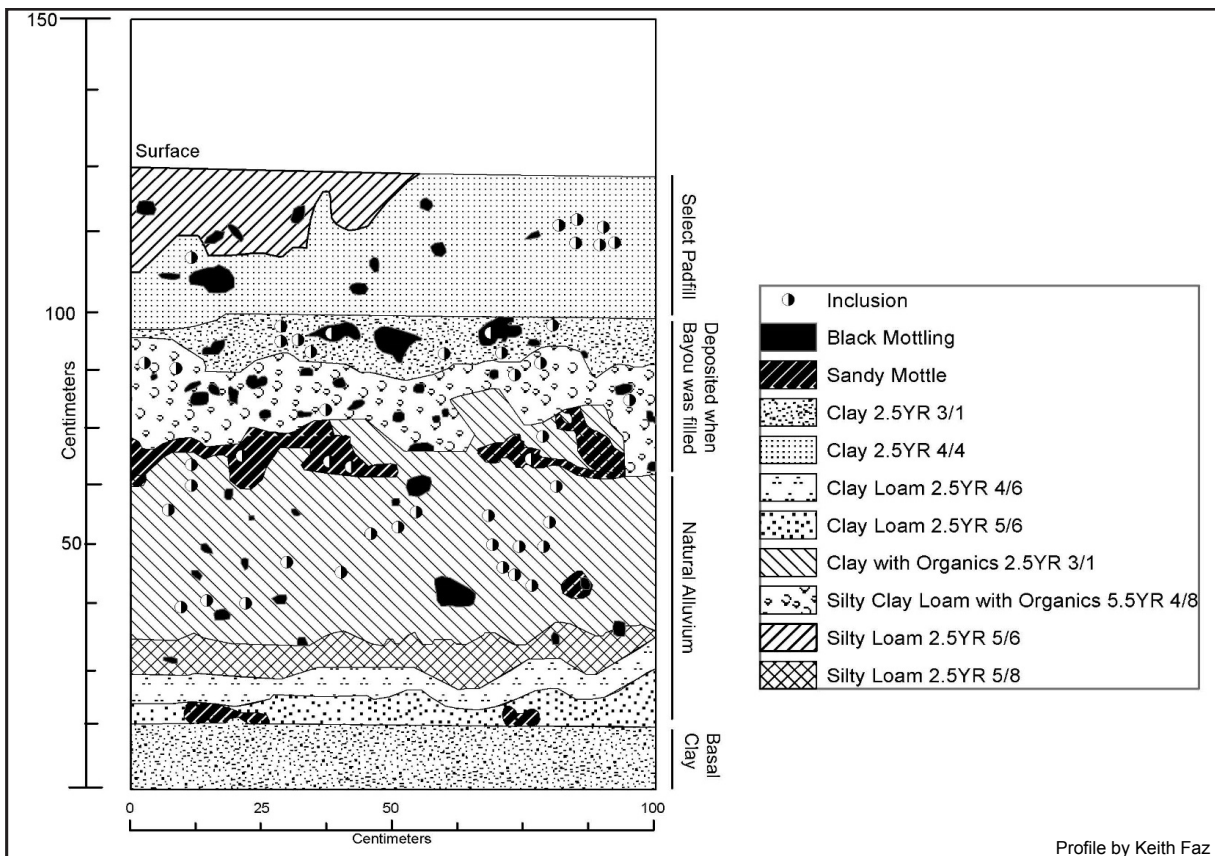 150
Surface
100
Centimeters
50
0
25
50
100
Centimeters
Select Padfill
Deposited when
Bayou was filled
Natural Alluvium
Basal
Clay
Inclusion
Black Mottling
Sandy Mottle
Clay 2.5YR 3/1
Clay 2.5YR 4/4
Clay Loam 2.5YR 4/6
Clay Loam 2.5YR 5/6
Clay with Organics 2.5YR 3/1
Silty Clay Loam with Organics 5.5YR 4/8
Silty Loam 2.5YR 5/6
Silty Loam 2.5YR 5/8
Profile by Keith Faz